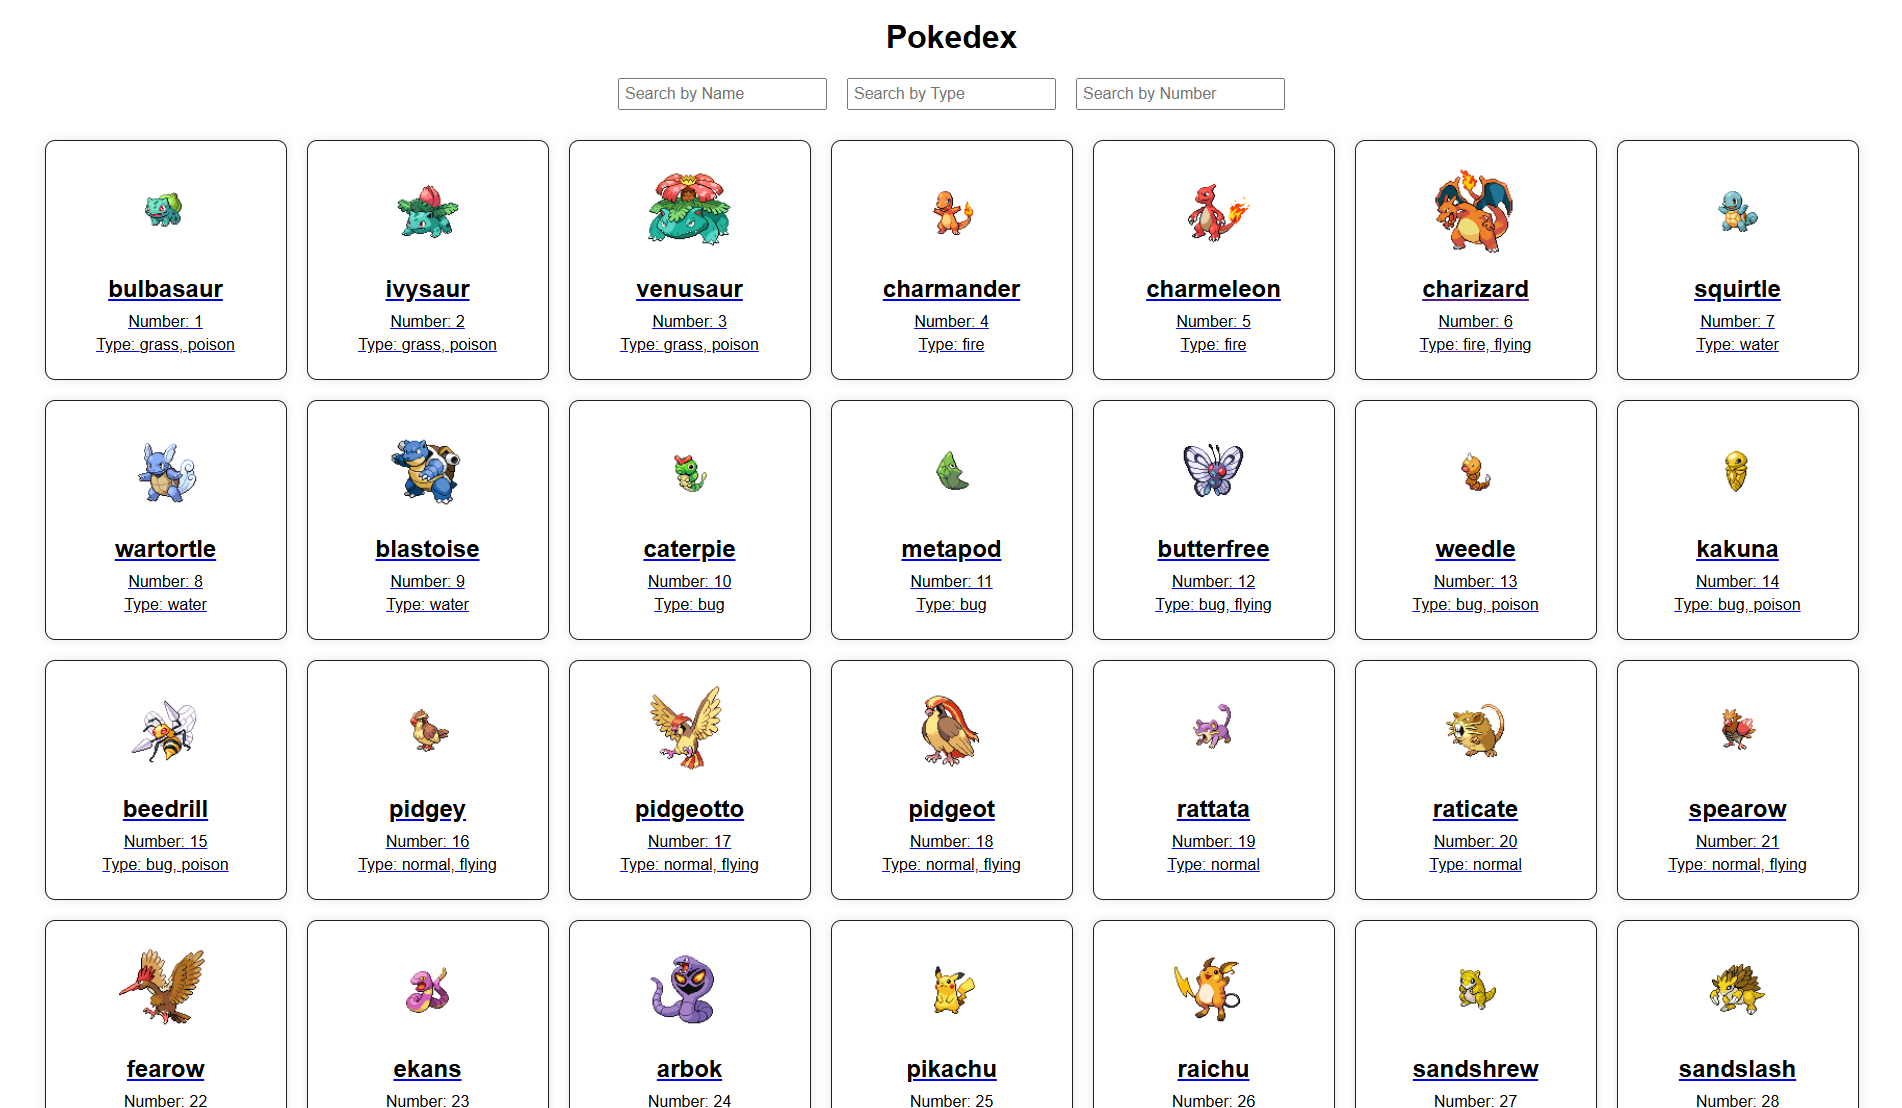 Pokedex
Search by Name
Search by Type
Search by Number
bulbasaur
Number: 1
Type: grass, poison
ivysaur
Number: 2
Type: grass, poison
venusaur
Number: 3
Type: grass, poison
charmander
Number: 4
Type: fire
charmeleon
Number: 5
Type: fire
charizard
Number: 6
Type: fire, flying
squirtle
Number: 7
Type: water
wartortle
Number: 8
Type: water
blastoise
Number: 9
Type: water
caterpie
Number: 10
Type: bug
metapod
Number: 11
Type: bug
butterfree
Number: 12
Type: bug, flying
weedle
Number: 13
Type: bug, poison
kakuna
Number: 14
Type: bug, poison
beedrill
Number: 15
Type: bug, poison
pidgey
Number: 16
Type: normal, flying
pidgeotto
Number: 17
Type: normal, flying
pidgeot
Number: 18
Type: normal, flying
rattata
Number: 19
Type: normal
raticate
Number: 20
Type: normal
spearow
Number: 21
Type: normal, flying
fearow
Number: 22
ekans
Number: 23
arbok
Number: 24
pikachu
Number: 25
raichu
Number: 26
sandshrew
Number: 27
sandslash
Number: 28